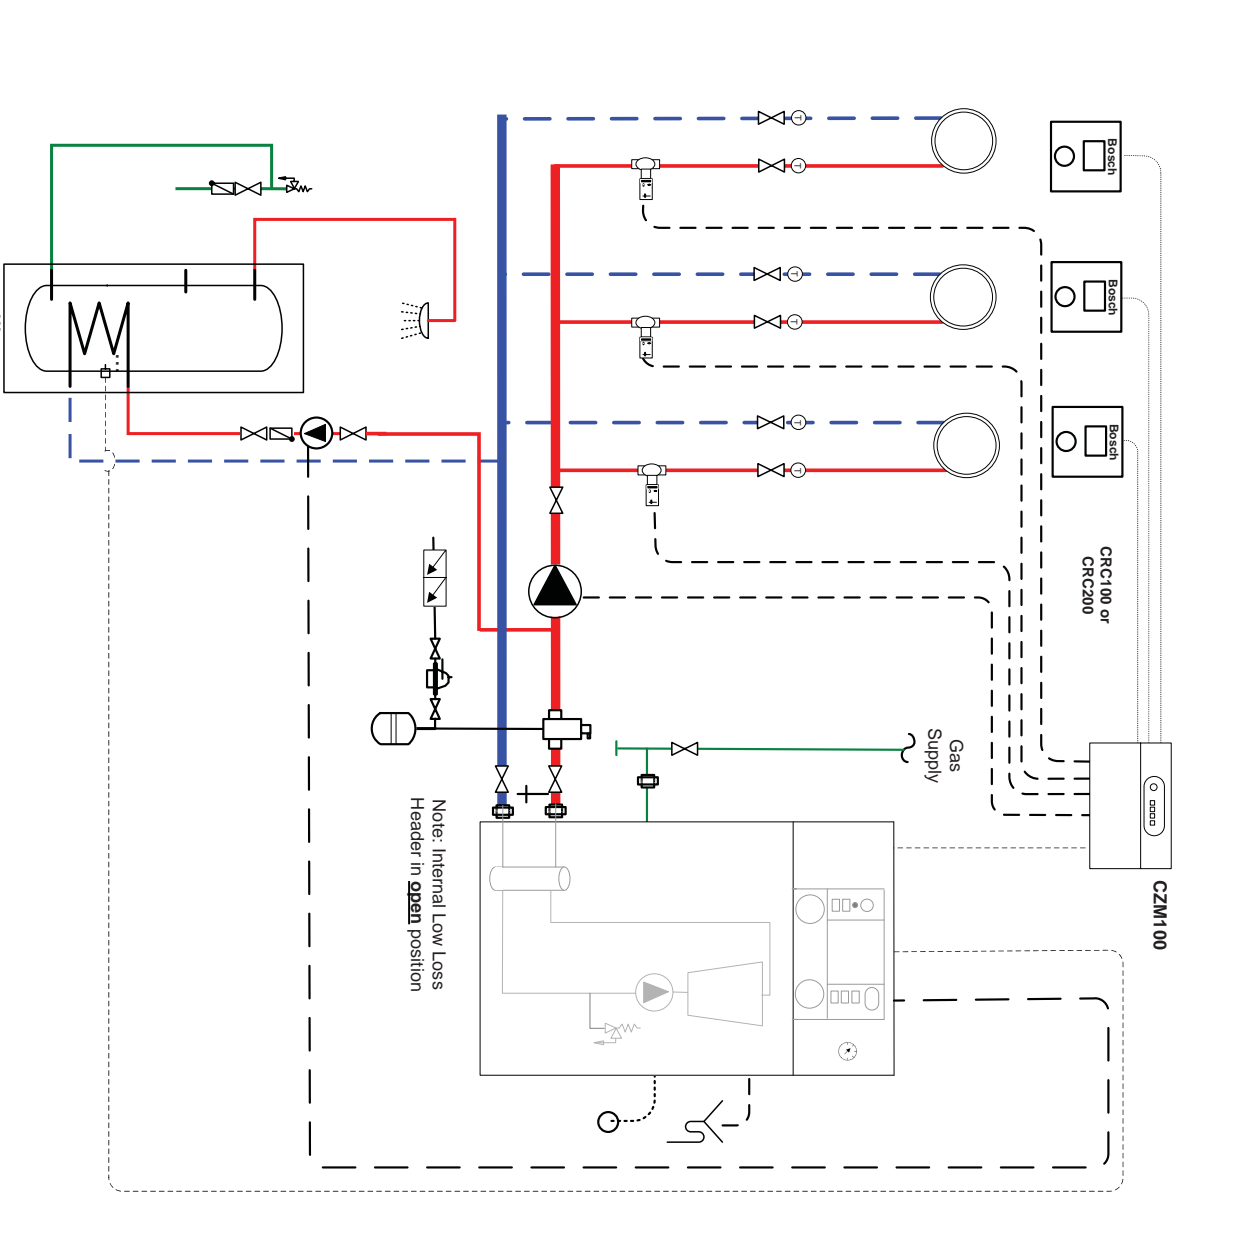 Bosch
Bosch
Bosch
CRC100 or
CRC200
CZM100
Gas
Supply
Note: Internal Low Loss
Header in open position
T
T
T
T
T
T